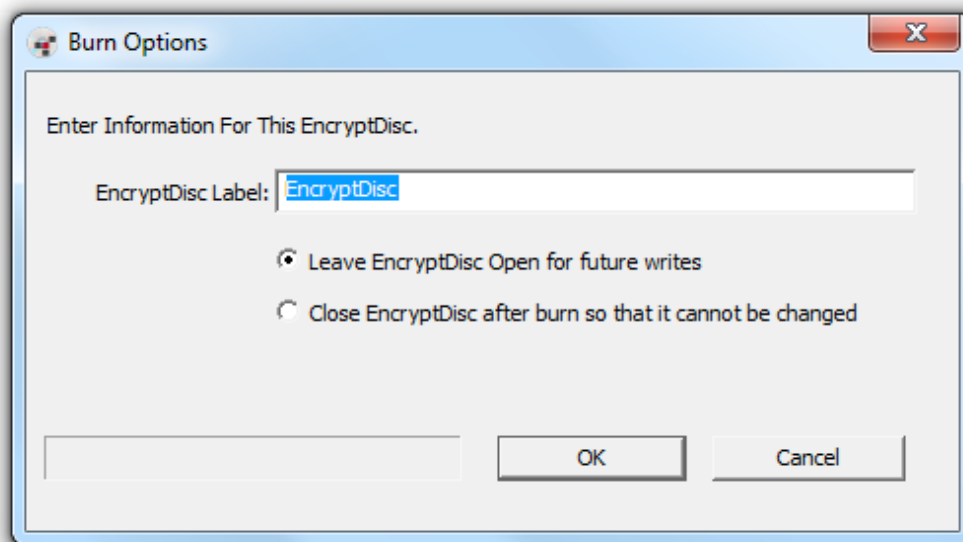 Burn Options
Enter Information For This EncryptDisc.
EncryptDisc Label: EncryptDisc
Leave EncryptDisc Open for future writes
Close EncryptDisc after burn so that it cannot be changed
OK Cancel